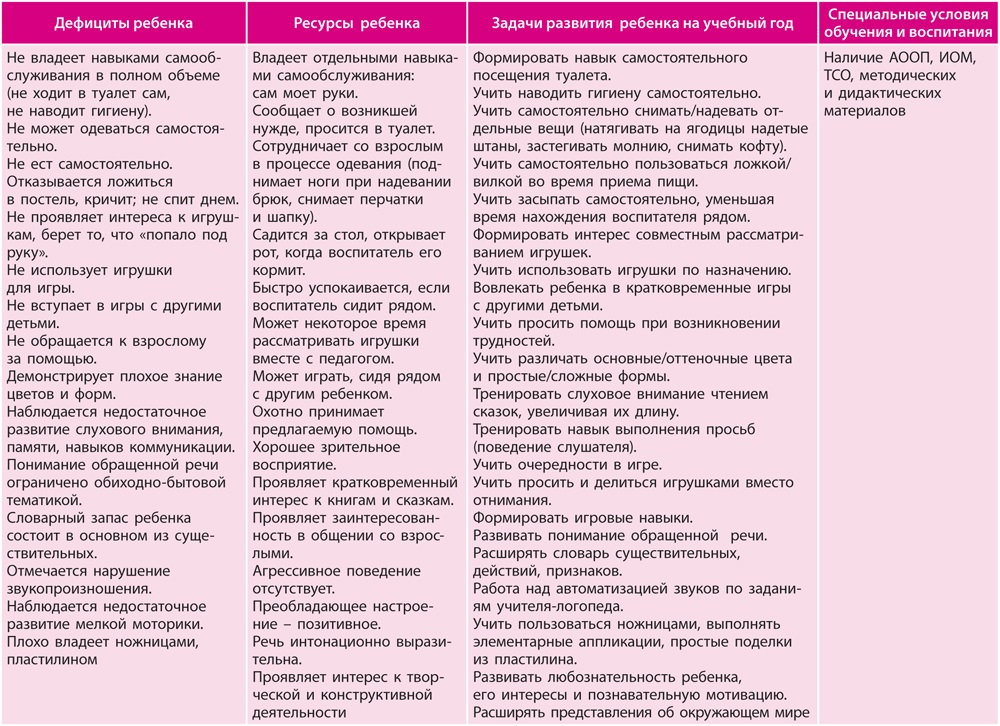 Дефициты ребенка
Не владеет навыками самооб-
служивания в полном объеме
(не ходит в туалет сам,
не наводит гигиену).
Не может одеваться самостоя-
тельно.
Не ест самостоятельно.
Отказывается ложиться
в постель, кричит; не спит днем.
Не проявляет интереса к игруш-
кам, берет то, что «попало под
руку».
Не использует игрушки
для игры.
Не вступает в игры с другими
детьми.
Не обращается к взрослому
за помощью.
Демонстрирует плохое знание
цветов и форм.
Наблюдается недостаточное
развитие слухового внимания,
памяти, навыков коммуникации.
Понимание обращенной речи
ограничено обиходно-бытовой
тематикой.
Словарный запас ребенка
состоит в основном из суще-
ствительных.
Отмечается нарушение
звукопроизношения.
Наблюдается недостаточное
развитие мелкой моторики.
Плохо владеет ножницами,
пластилином
Ресурсы ребенка
Владеет отдельными навыка-
ми самообслуживания:
сам моет руки.
Сообщает о возникшей
нужде, просится в туалет.
Сотрудничает со взрослым
в процессе одевания (под-
нимает ноги при надевании
брюк, снимает перчатки
и шапку).
Садится за стол, открывает
рот, когда воспитатель его
кормит.
Быстро успокаивается, если
воспитатель сидит рядом.
Может некоторое время
рассматривать игрушки
вместе с педагогом.
Может играть, сидя рядом
с другим ребенком.
Охотно принимает
предлагаемую помощь.
Хорошее зрительное
восприятие.
Проявляет кратковременный
интерес к книгам и сказкам.
Проявляет заинтересован-
ность в общении со взрос-
лыми.
Агрессивное поведение
отсутствует.
Преобладающее настрое-
ние – позитивное.
Речь интонационно вырази-
тельна.
Проявляет интерес к твор-
ческой и конструктивной
деятельности
Задачи развития ребенка на учебный год
Формировать навык самостоятельного
посещения туалета.
Учить наводить гигиену самостоятельно.
Учить самостоятельно снимать/надевать от-
дельные вещи (натягивать на ягодицы надетые
штаны, застегивать молнию, снимать кофту).
Учить самостоятельно пользоваться ложкой/
вилкой во время приема пищи.
Учить засыпать самостоятельно, уменьшая
время нахождения воспитателя рядом.
Формировать интерес совместным рассматри-
ванием игрушек.
Учить использовать игрушки по назначению.
Вовлекать ребенка в кратковременные игры
с другими детьми.
Учить просить помощь при возникновении
трудностей.
Учить различать основные/оттеночные цвета
и простые/сложные формы.
Тренировать слуховое внимание чтением
сказок, увеличивая их длину.
Тренировать навык выполнения просьб
(поведение слушателя).
Учить очередности в игре.
Учить просить и делиться игрушками вместо
отнимания.
Формировать игровые навыки.
Развивать понимание обращенной речи.
Расширять словарь существительных,
действий, признаков.
Работа над автоматизацией звуков по задани-
ям учителя-логопеда.
Учить пользоваться ножницами, выполнять
элементарные аппликации, простые поделки
из пластилина.
Развивать любознательность ребенка,
его интересы и познавательную мотивацию.
Расширять представления об окружающем мире
Специальные условия
обучения и воспитания
Наличие АООП, ИОМ,
ТСО, методических
и дидактических
материалов